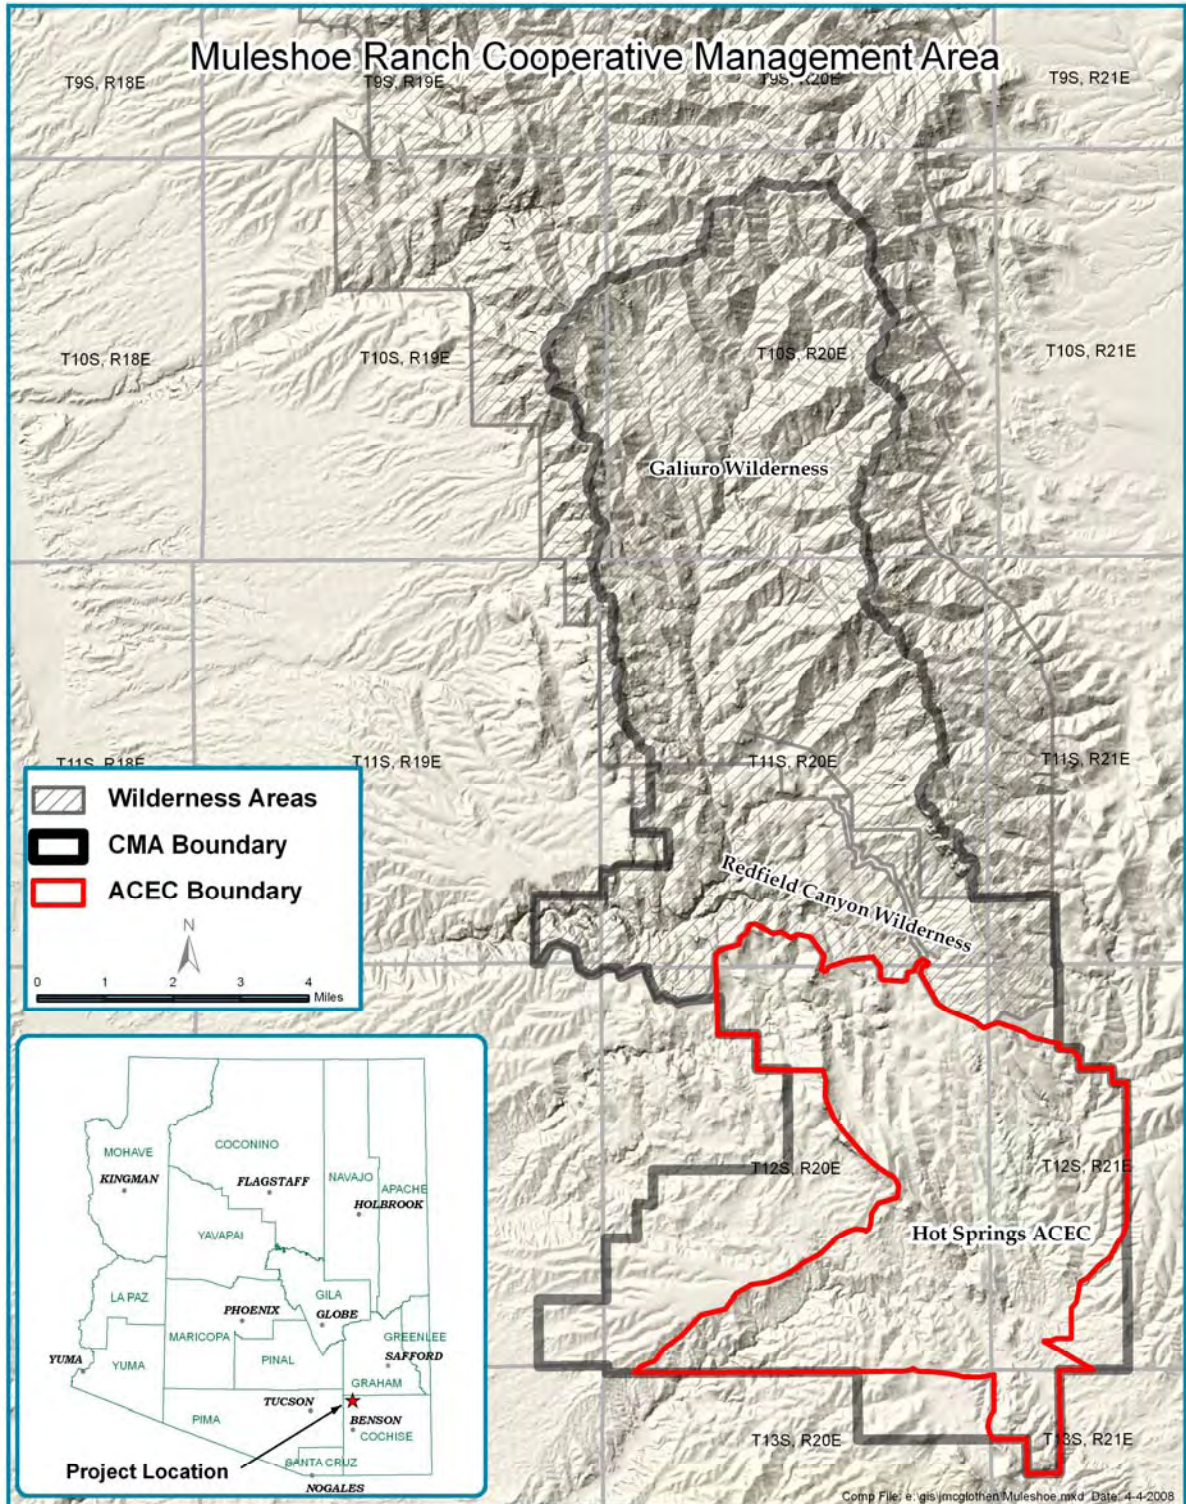 Muleshoe Ranch Cooperative Management Area
T9S, R18E
T9S, R19E
T9S, R20E
T9S, R21E
T10S, R18E
T10S, R19E
T10S, R20E
T10S, R21E
Galiuro Wilderness
T11S, R18E
T11S, R19E
T11S, R20E
T11S, R21E
Wilderness Areas
CMA Boundary
ACEC Boundary
N
0 1 2 3 4
Miles
Redfield Canyon Wilderness
T12S, R20E
T12S, R21E
Hot Springs ACEC
T13S, R20E
T13S, R21E
MOHAVE
KINGMAN
COCONINO
FLAGSTAFF
NAVAJO
APACHE
HOLBROOK
YAVAPAI
LA PAZ
GILA
PHOENIX
GLOBE
MARICOPA
GREENLEE
YUMA
YUMA
PINAL
SAFFORD
GRAHAM
TUCSON
PIMA
BENSON
COCHISE
SANTA CRUZ
Project Location
NOGALES
Comp File: e:\gis\jmcglothen\Muleshoe.mxd Date: 4-4-2008